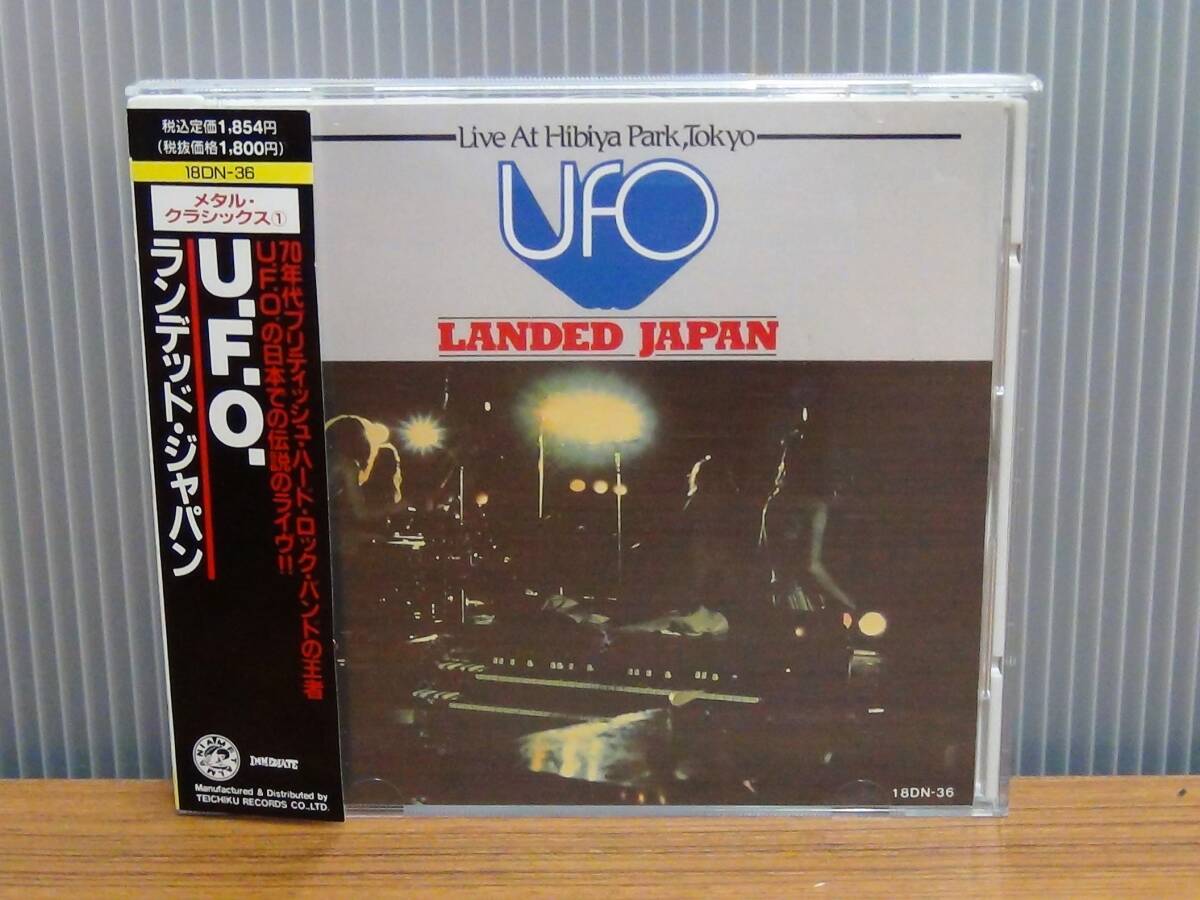 税込定価1,854円
(税抜価格1,800円)
18DN-36
メタル・
クラシックス①
70年代ブリティッシュ・ハード・ロック・バンドの王者
U.F.O.の日本での伝説のライヴ!!
U.F.O.
ランデッド・ジャパン
IMMEDIATE
Manufactured & Distributed by
TEICHIKU RECORDS CO.,LTD.
Live At Hibiya Park,Tokyo
UFO
LANDED JAPAN
18DN-36